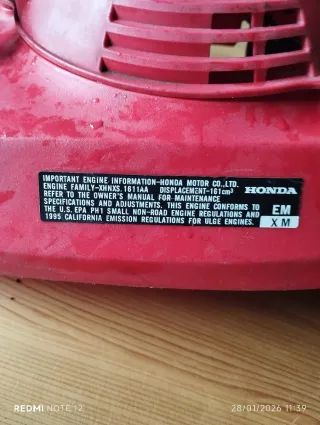 IMPORTANT ENGINE INFORMATION-HONDA MOTOR CO.,LTD.
ENGINE FAMILY-XHNXS.1611AA DISPLACEMENT-161cm³
REFER TO THE OWNER'S MANUAL FOR MAINTENANCE
SPECIFICATIONS AND ADJUSTMENTS. THIS ENGINE CONFORMS TO
THE U.S. EPA PH1 SMALL NON-ROAD ENGINE REGULATIONS AND
1995 CALIFORNIA EMISSION REGULATIONS FOR ULGE ENGINES.
HONDA
EM
XM
REDMI NOTE 12
28/01/2026 11:39